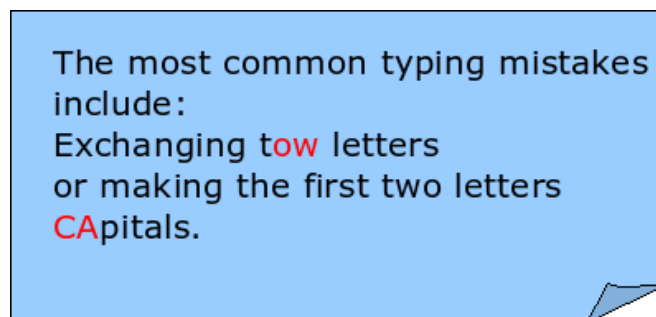 The most common typing mistakes
include:
Exchanging tow letters
or making the first two letters
CApitals.